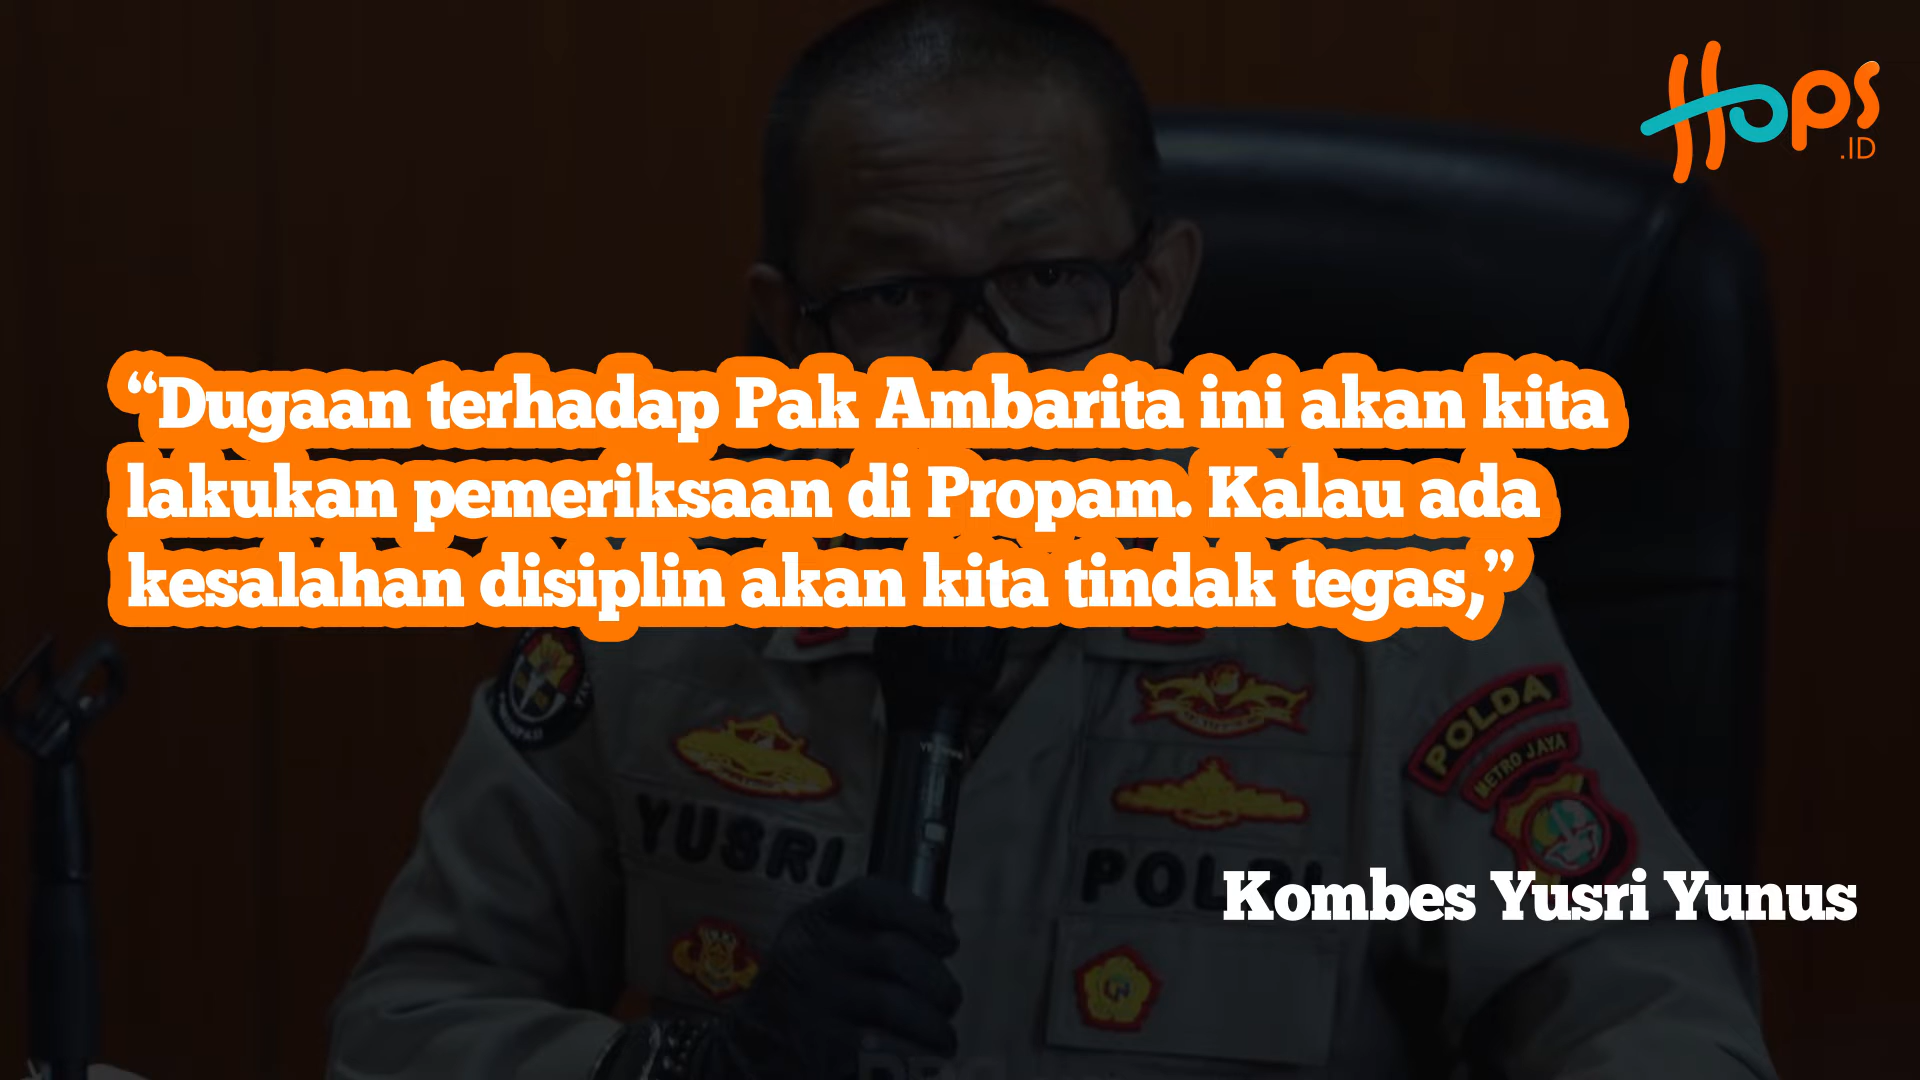 Hops
.ID
“Dugaan terhadap Pak Ambarita ini akan kita
lakukan pemeriksaan di Propam. Kalau ada
kesalahan disiplin akan kita tindak tegas,”
POLDA
METRO JAYA
YUSRI
POLRI
Kombes Yusri Yunus